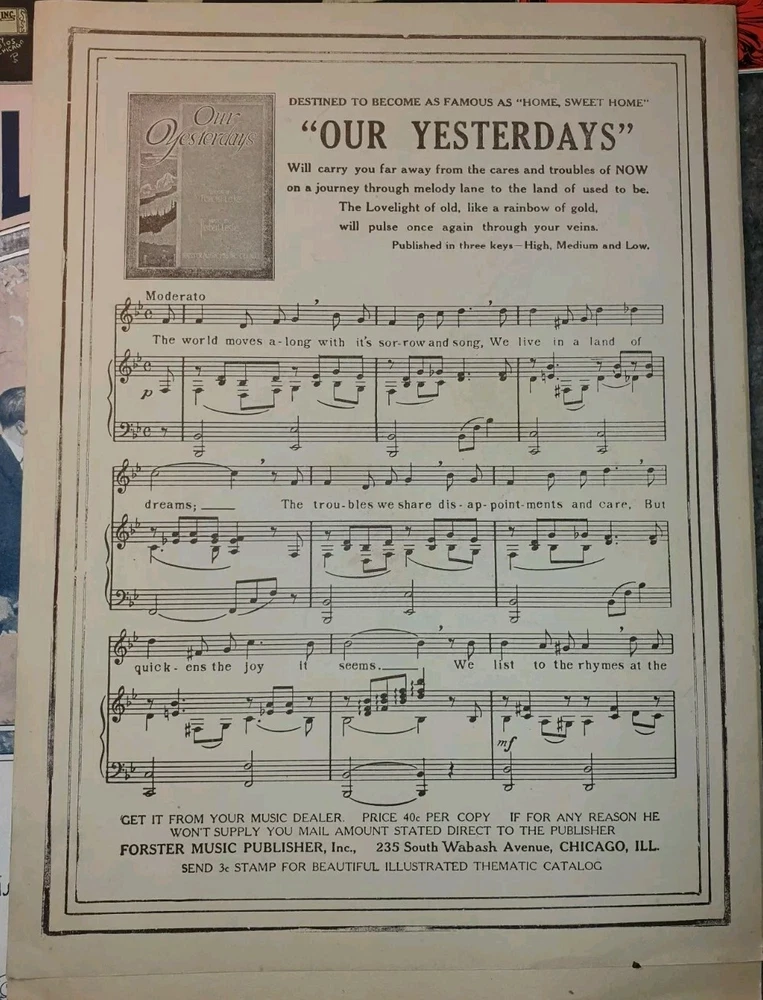 INC.
CHICAGO
Our
Yesterdays
DESTINED TO BECOME AS FAMOUS AS "HOME, SWEET HOME"
"OUR YESTERDAYS"
Will carry you far away from the cares and troubles of NOW
on a journey through melody lane to the land of used to be.
The Lovelight of old, like a rainbow of gold,
will pulse once again through your veins.
Published in three keys—High, Medium and Low.
Moderato
The world moves a-long with it's sor-row and song, We live in a land of
p
dreams; The trou-bles we share dis-ap-point-ments and care, But
quick-ens the joy it seems. We list to the rhymes at the
mf
GET IT FROM YOUR MUSIC DEALER. PRICE 40c PER COPY IF FOR ANY REASON HE
WON'T SUPPLY YOU MAIL AMOUNT STATED DIRECT TO THE PUBLISHER
FORSTER MUSIC PUBLISHER, Inc., 235 South Wabash Avenue, CHICAGO, ILL.
SEND 3c STAMP FOR BEAUTIFUL ILLUSTRATED THEMATIC CATALOG